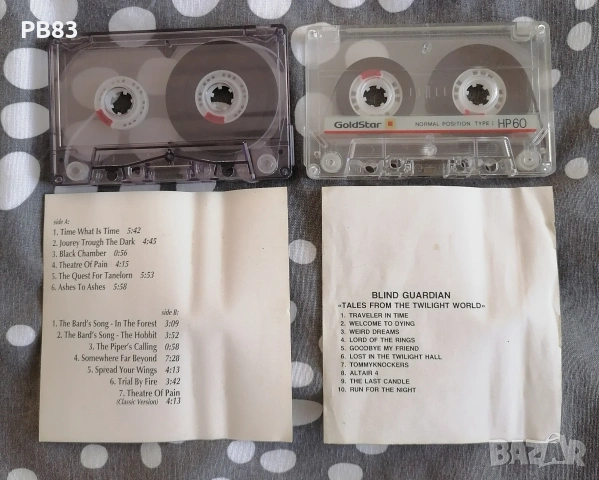 PB83
GoldStar
NORMAL POSITION TYPE I
HP60
side A:
1. Time What Is Time 5:42
2. Jourey Trough The Dark 4:45
3. Black Chamber 0:56
4. Theatre Of Pain 4:15
5. The Quest For Tanelorn 5:53
6. Ashes To Ashes 5:58
side B:
1. The Bard's Song - In The Forest 3:09
2. The Bard's Song - The Hobbit 3:52
3. The Piper's Calling 0:58
4. Somewhere Far Beyond 7:28
5. Spread Your Wings 4:13
6. Trial By Fire 3:42
7. Theatre Of Pain
(Classic Version) 4:13
BLIND GUARDIAN
«TALES FROM THE TWILIGHT WORLD»
1. TRAVELER IN TIME
2. WELCOME TO DYING
3. WEIRD DREAMS
4. LORD OF THE RINGS
5. GOODBYE MY FRIEND
6. LOST IN THE TWILIGHT HALL
7. TOMMYKNOCKERS
8. ALTAIR 4
9. THE LAST CANDLE
10. RUN FOR THE NIGHT
BAZAR